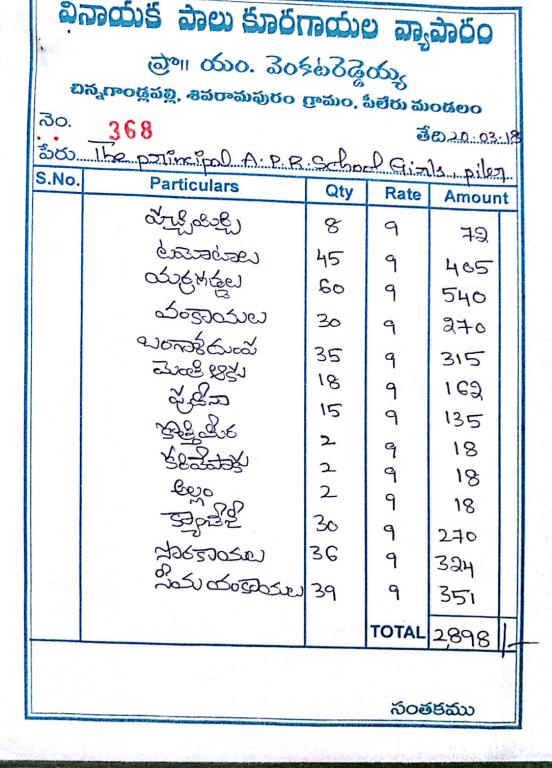 వినాయక పాలు కూరగాయల వ్యాపారం
ప్రొ॥ యం. వెంకటరెడ్డెయ్య
చిన్నగాండ్లపల్లి, శివరామపురం గ్రామం, పీలేరు మండలం
నెం. 368 తేది 20.03.18
పేరు The principal A.P.R.School Girls, piler
S.No. Particulars Qty Rate Amount
పచ్చిమిర్చి 8 9 72
టమోటాలు 45 9 405
యర్రగడ్డలు 60 9 540
వంకాయలు 30 9 270
బంగాళదుంప 35 9 315
మెంతి ఆకు 18 9 162
పుదీనా 15 9 135
కొత్తిమీర 2 9 18
కరివేపాకు 2 9 18
అల్లం 2 9 18
క్యాబేజీ 30 9 270
సొరకాయలు 36 9 324
సీమ వంకాయలు 39 9 351
TOTAL 2898
సంతకము